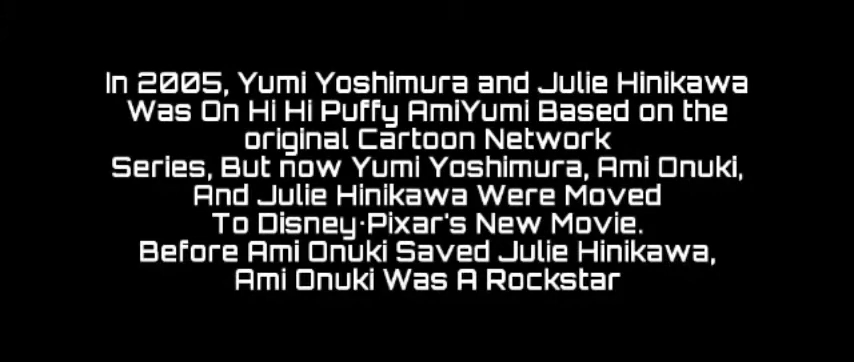 In 2005, Yumi Yoshimura and Julie Hinikawa
Was On Hi Hi Puffy AmiYumi Based on the
original Cartoon Network
Series, But now Yumi Yoshimura, Ami Onuki,
And Julie Hinikawa Were Moved
To Disney·Pixar's New Movie.
Before Ami Onuki Saved Julie Hinikawa,
Ami Onuki Was A Rockstar